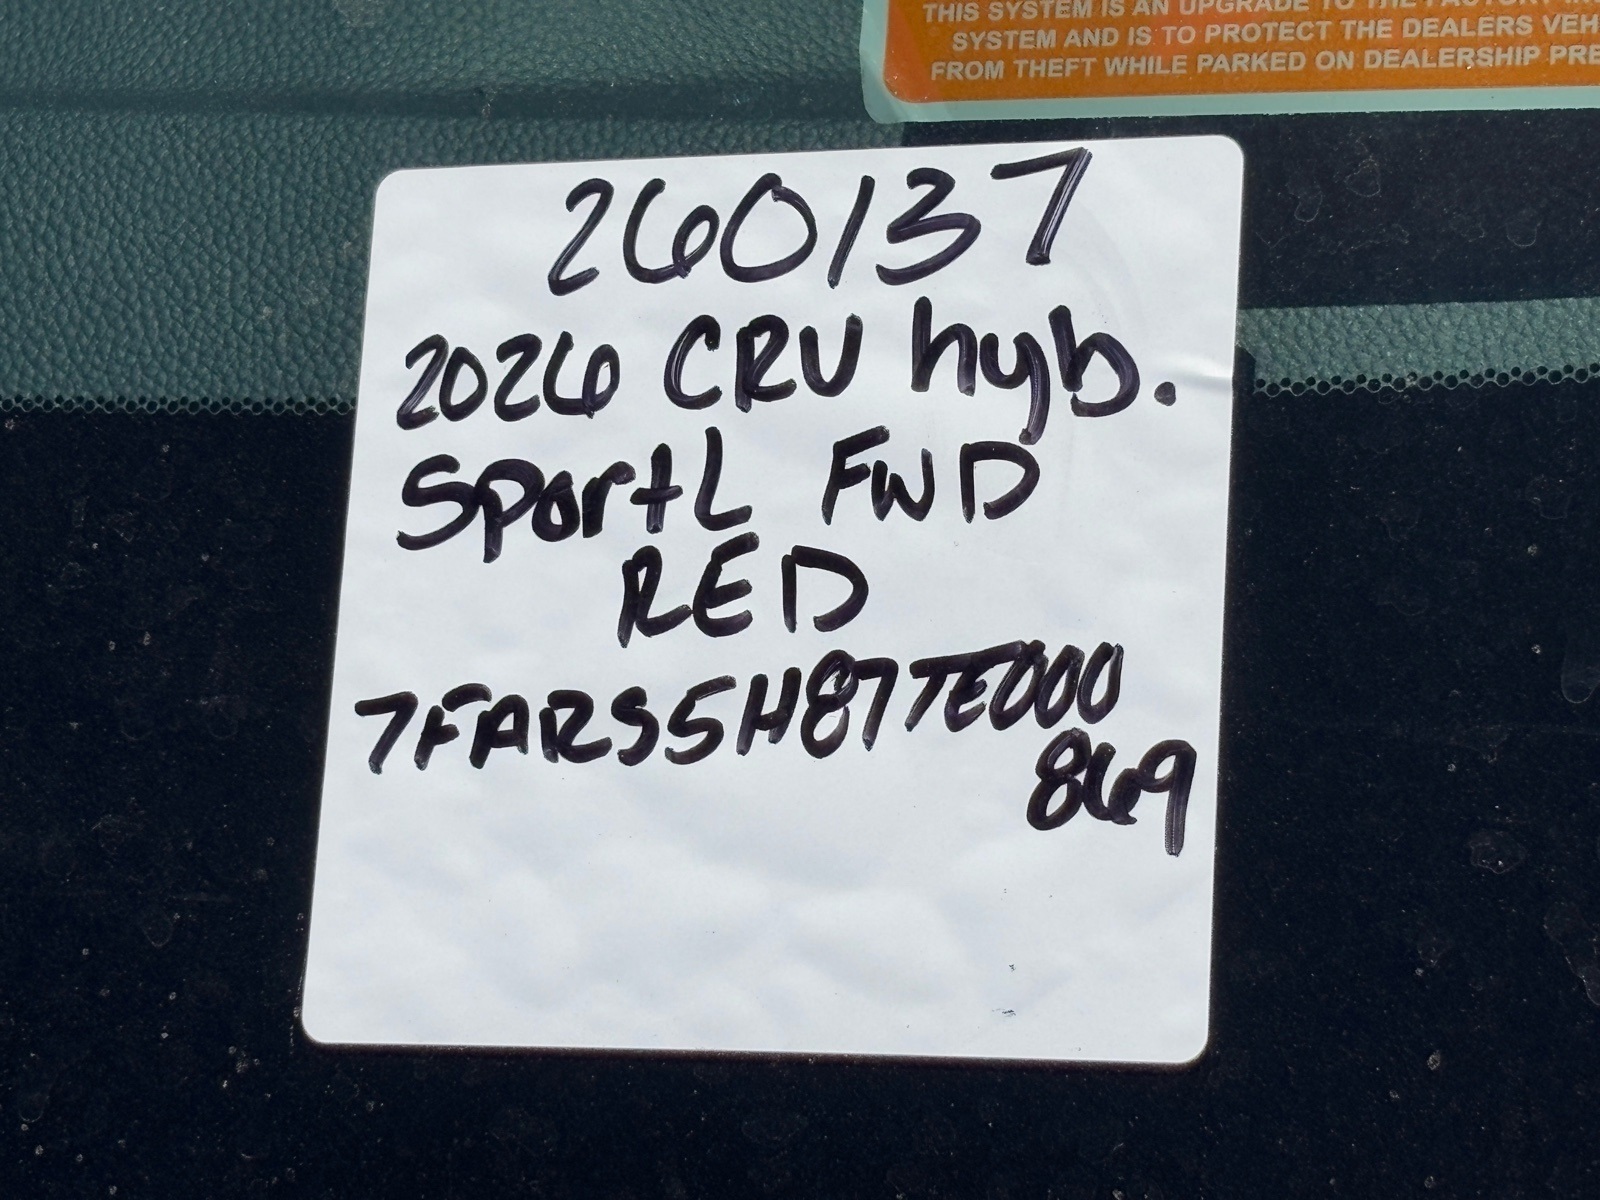 THIS SYSTEM IS AN UPGRADE TO THE FACTORY
SYSTEM AND IS TO PROTECT THE DEALERS VEH
FROM THEFT WHILE PARKED ON DEALERSHIP PRE
260137
2026 CRV hyb.
SportL FWD
RED
7FARS5H87TE000
869